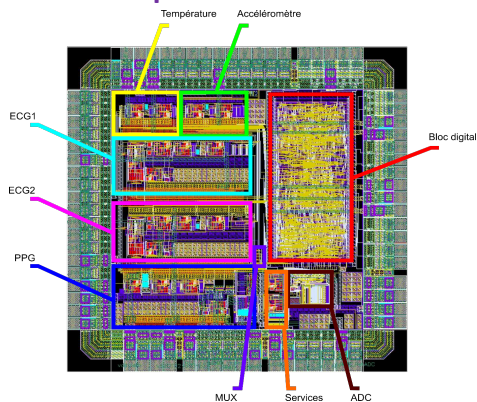 Température
Accéléromètre
ECG1
Bloc digital
ECG2
PPG
MUX
Services
ADC